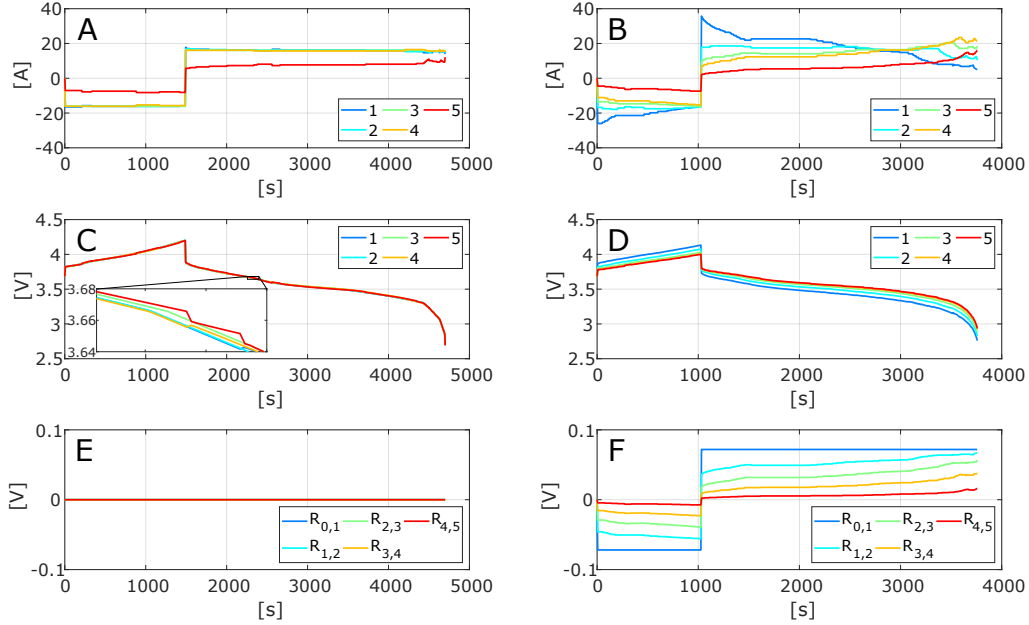 A
[A]
40
20
0
-20
-40
1 3 5
2 4
0 1000 2000 3000 4000 5000
[s]
B
[A]
40
20
0
-20
-40
1 3 5
2 4
0 1000 2000 3000 4000
[s]
C
[V]
4.5
4
3.5
3
2.5
1 3 5
2 4
3.68
3.66
3.64
0 1000 2000 3000 4000 5000
[s]
D
[V]
4.5
4
3.5
3
2.5
1 3 5
2 4
0 1000 2000 3000 4000
[s]
E
[V]
0.1
0
-0.1
R0,1 R2,3 R4,5
R1,2 R3,4
0 1000 2000 3000 4000 5000
[s]
F
[V]
0.1
0
-0.1
R0,1 R2,3 R4,5
R1,2 R3,4
0 1000 2000 3000 4000
[s]